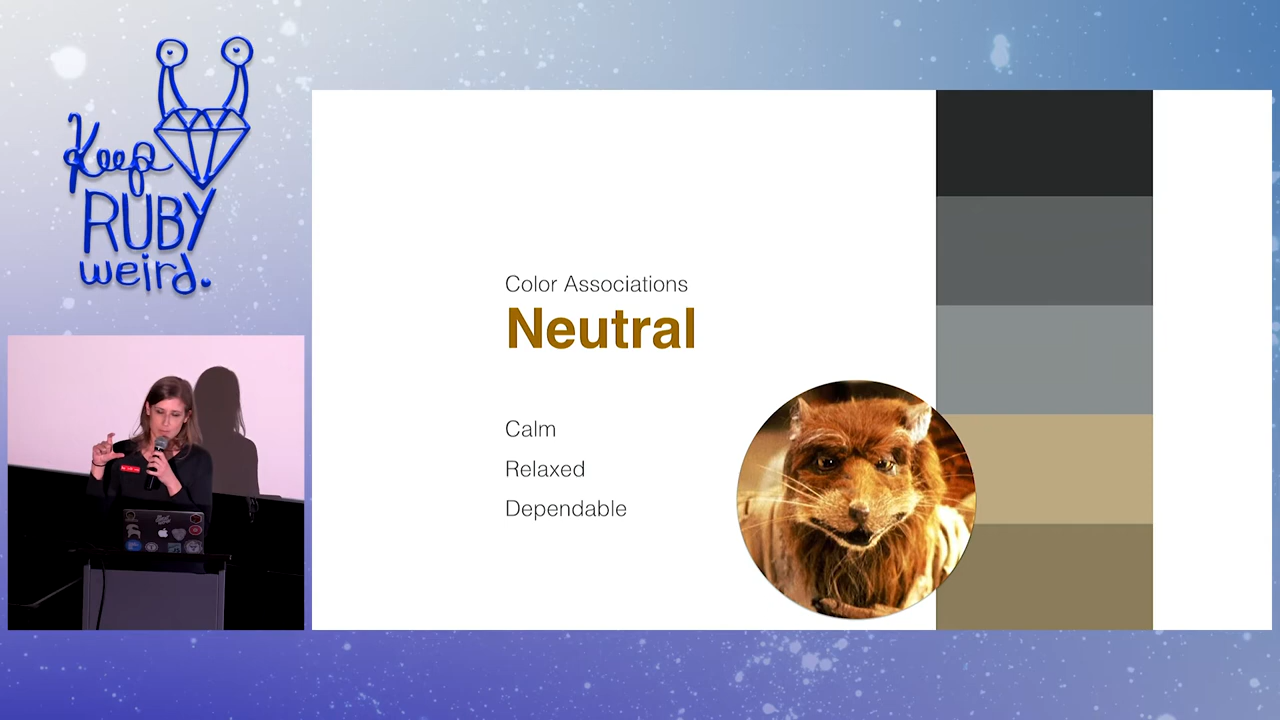 Keep
RUBY
weird.
Color Associations
Neutral
Calm
Relaxed
Dependable